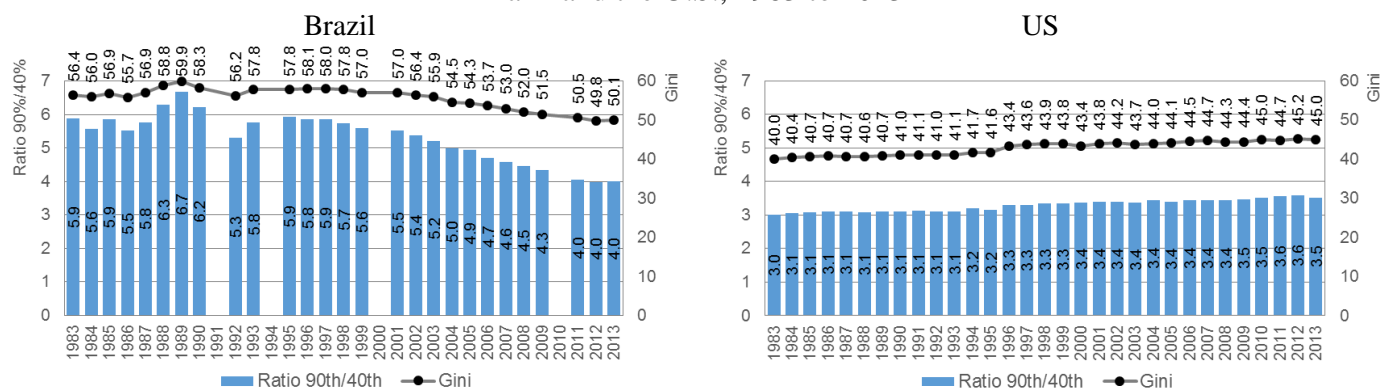 Brazil
56.4 56.0 56.9 55.7 56.9 58.8 59.9 58.3 56.2 57.8 57.8 58.1 58.0 57.8 57.0 57.0 56.4 55.9 54.5 54.3 53.7 53.0 52.0 51.5 50.5 49.8 50.1
Ratio 90%/40%
7
6
5
4
3
2
1
0
5.9 5.6 5.9 5.5 5.8 6.3 6.7 6.2 5.3 5.8 5.9 5.8 5.9 5.7 5.6 5.5 5.4 5.2 5.0 4.9 4.7 4.6 4.5 4.3 4.0 4.0 4.0
60
50
40
30
20
10
0
Gini
1983 1984 1985 1986 1987 1988 1989 1990 1991 1992 1993 1994 1995 1996 1997 1998 1999 2000 2001 2002 2003 2004 2005 2006 2007 2008 2009 2010 2011 2012 2013
Ratio 90th/40th Gini
US
40.0 40.4 40.7 40.7 40.7 40.6 40.7 41.0 41.1 41.0 41.1 41.7 41.6 43.4 43.6 43.9 43.8 43.4 43.8 44.2 43.7 44.0 44.1 44.5 44.7 44.3 44.4 45.0 44.7 45.2 45.0
Ratio 90%/40%
7
6
5
4
3
2
1
0
3.0 3.1 3.1 3.1 3.1 3.1 3.1 3.1 3.1 3.1 3.1 3.2 3.2 3.3 3.3 3.3 3.3 3.4 3.4 3.4 3.4 3.4 3.4 3.4 3.4 3.4 3.5 3.5 3.6 3.6 3.5
60
50
40
30
20
10
0
Gini
1983 1984 1985 1986 1987 1988 1989 1990 1991 1992 1993 1994 1995 1996 1997 1998 1999 2000 2001 2002 2003 2004 2005 2006 2007 2008 2009 2010 2011 2012 2013
Ratio 90th/40th Gini